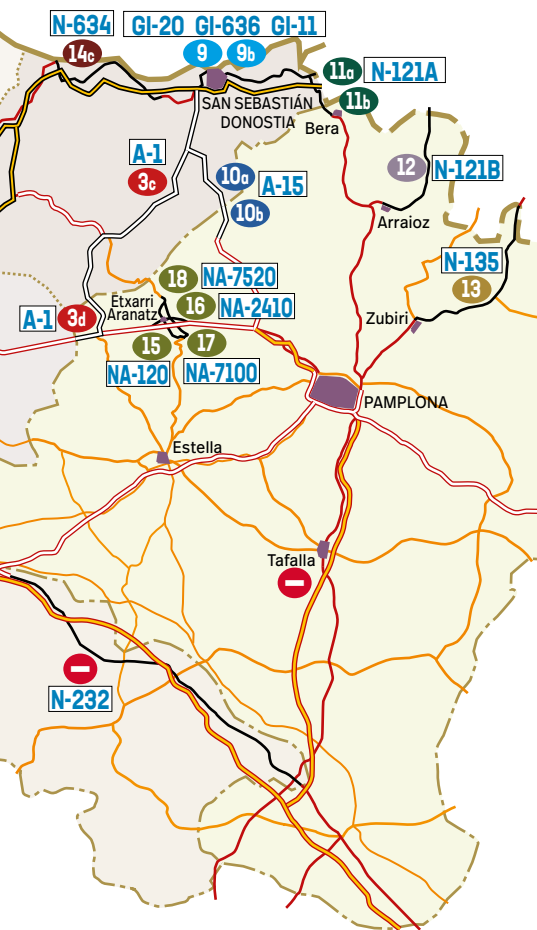 N-634
GI-20 GI-636 GI-11
14c
9
9b
11a
N-121A
11b
SAN SEBASTIÁN
DONOSTIA
Bera
A-1
3c
10a
A-15
10b
12
N-121B
Arraioz
N-135
13
18
NA-7520
Etxarri
Aranatz
16
NA-2410
A-1
3d
Zubiri
15
17
NA-120
NA-7100
PAMPLONA
Estella
Tafalla
N-232